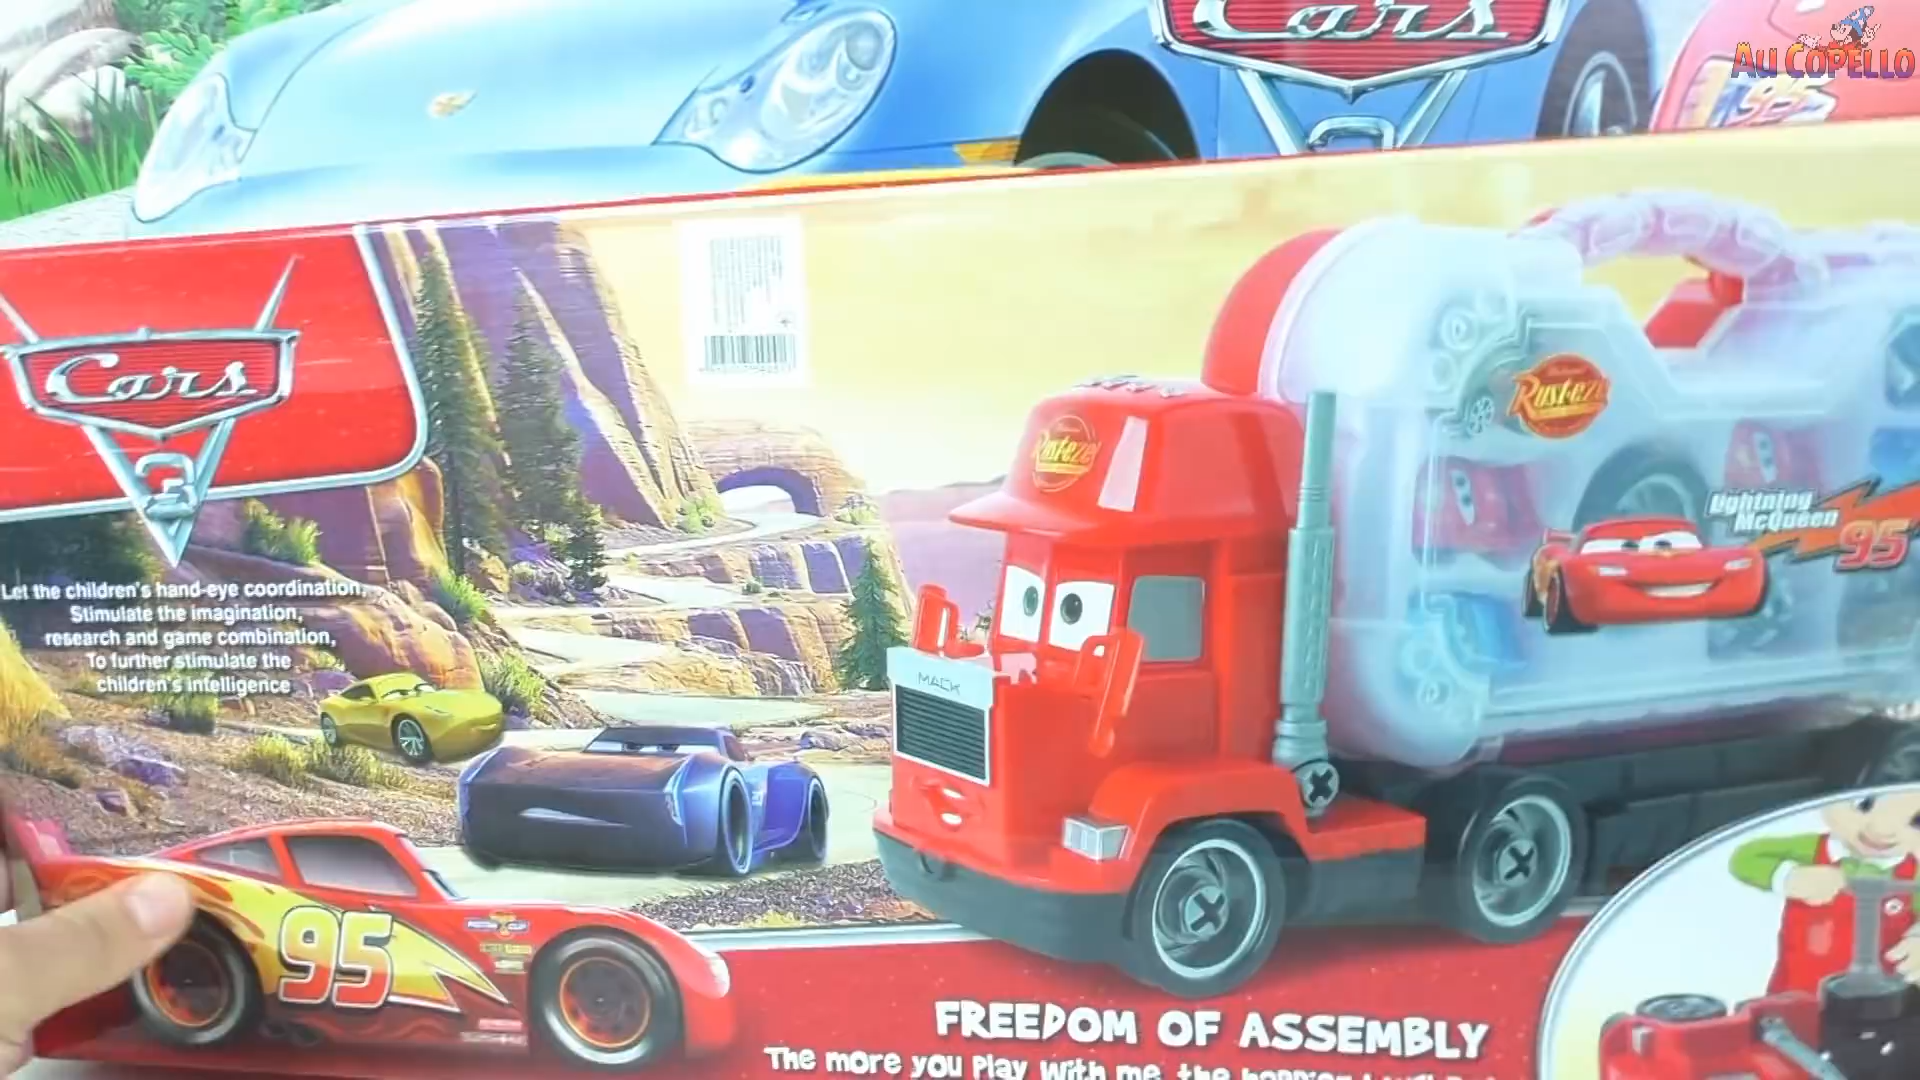 Cars
95
AU COPELLO
Cars
3
Let the children's hand-eye coordination,
Stimulate the imagination,
research and game combination,
To further stimulate the
children's intelligence
Rust-eze
MACK
Rust-eze
Lightning
McQueen
95
95
FREEDOM OF ASSEMBLY
The more you Play With me, the